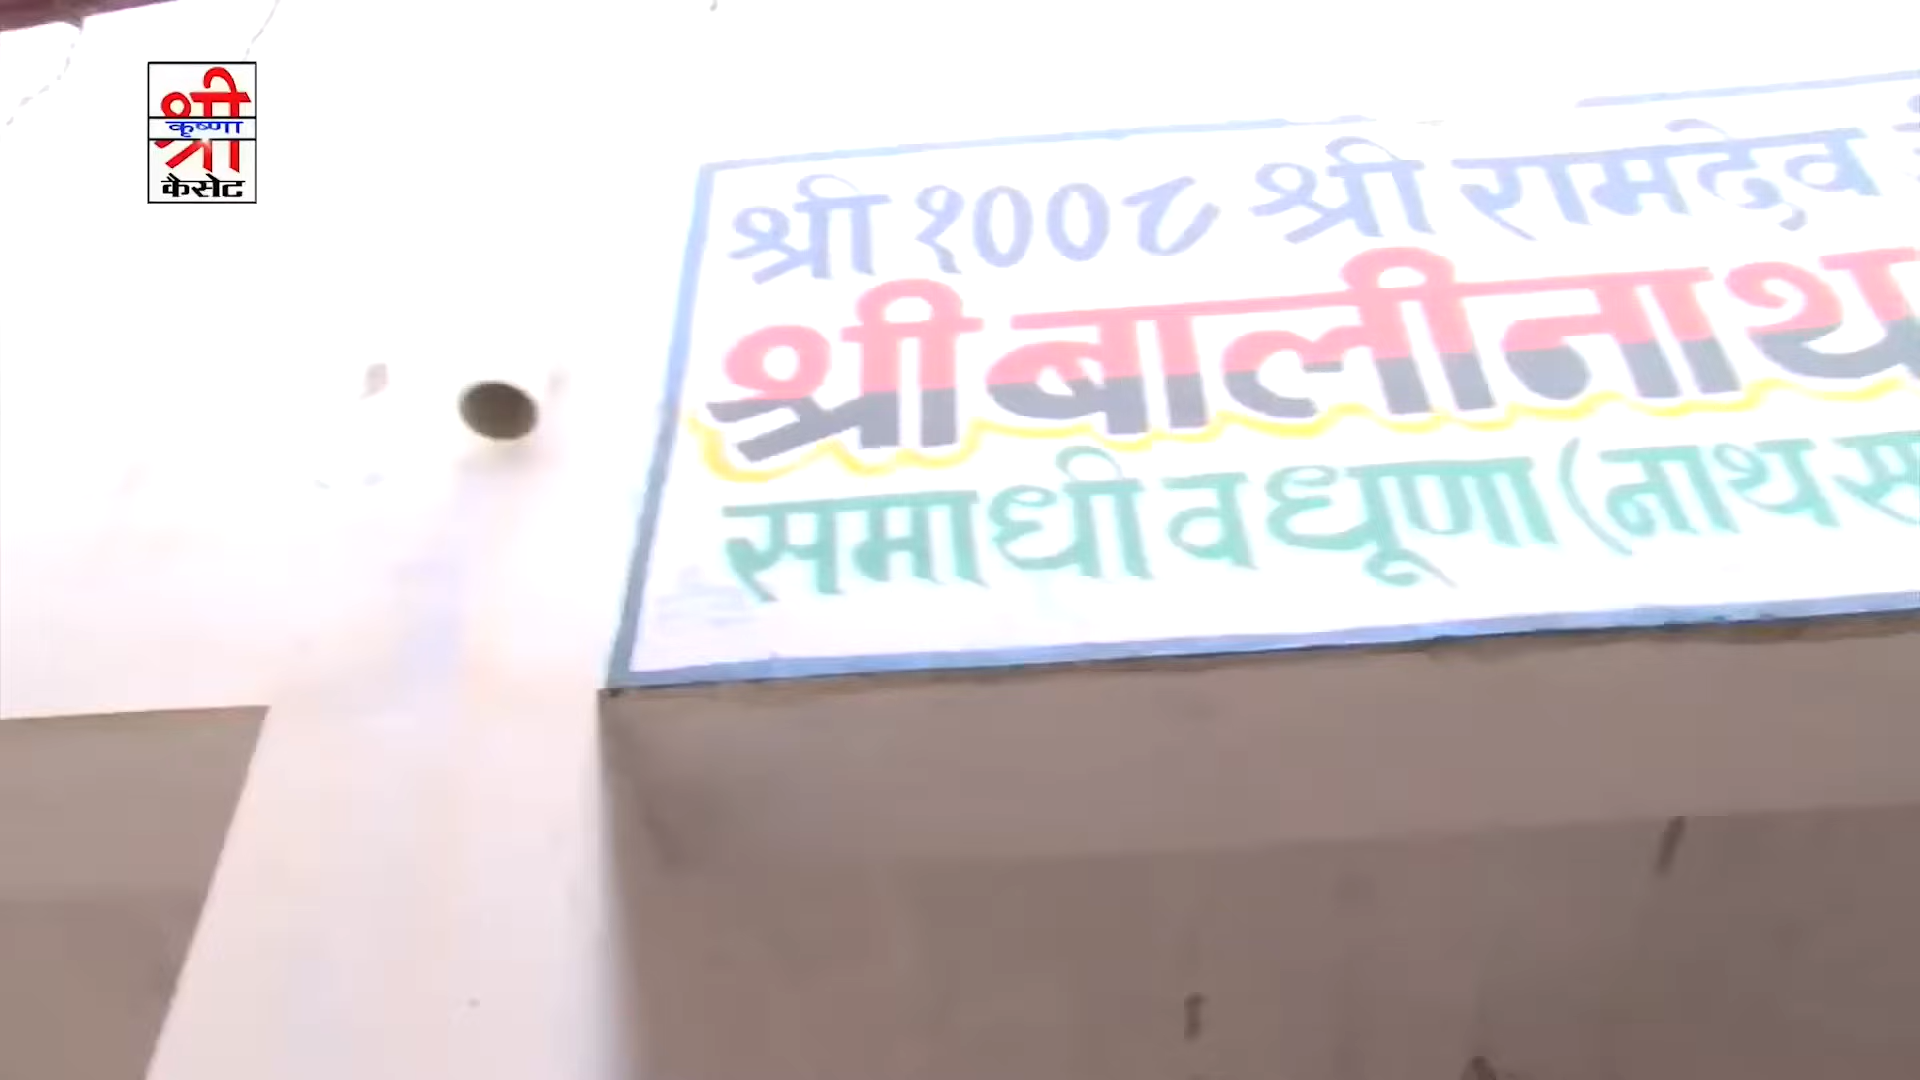 श्री
कृष्णा
कैसेट
श्री १००८ श्री रामदेव
श्री बालीनाथ
समाधी व धूणा (नाथ